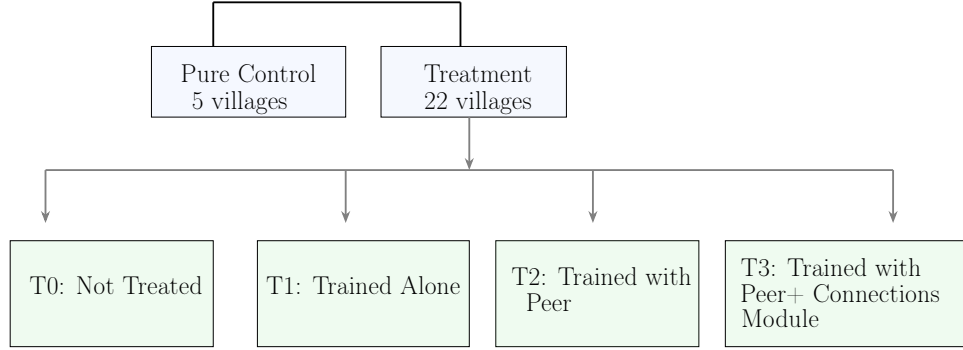 Pure Control
5 villages
Treatment
22 villages
T0: Not Treated
T1: Trained Alone
T2: Trained with
Peer
T3: Trained with
Peer+ Connections
Module